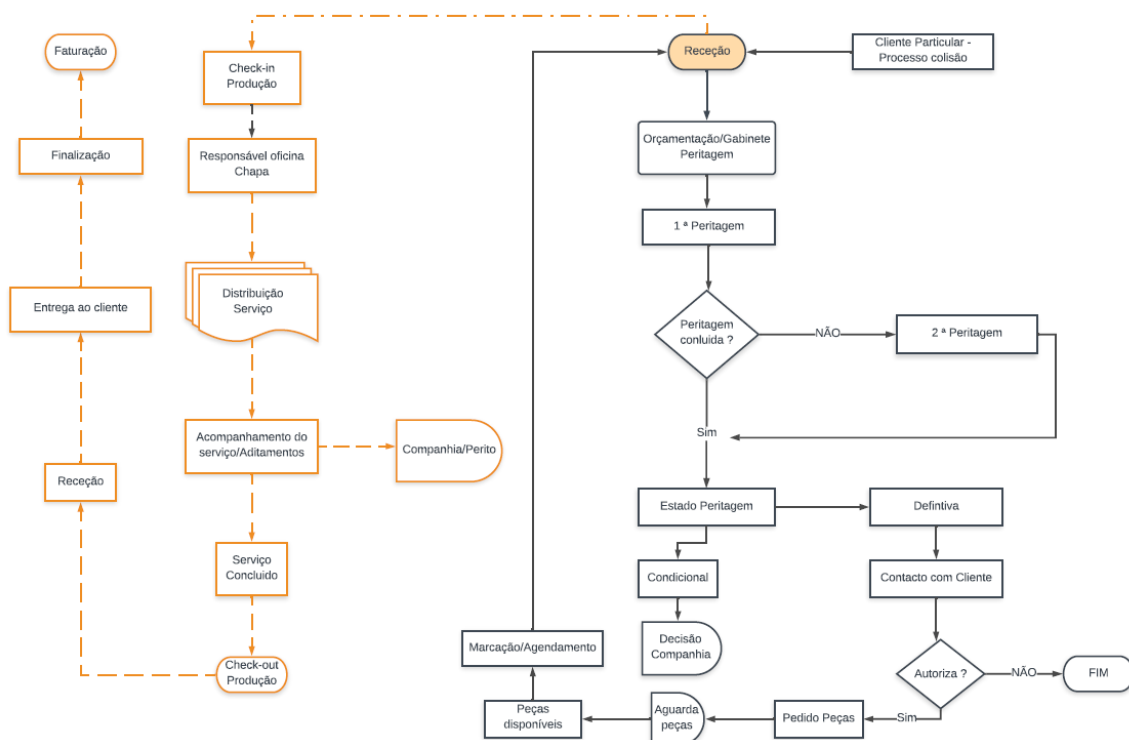 Faturação
Finalização
Entrega ao cliente
Receção
Check-in
Produção
Responsável oficina
Chapa
Distribuição
Serviço
Acompanhamento do
serviço/Aditamentos
Companhia/Perito
Serviço
Concluido
Check-out
Produção
Receção
Cliente Particular -
Processo colisão
Orçamentação/Gabinete
Peritagem
1 ª Peritagem
Peritagem
conluida ?
NÃO
2 ª Peritagem
Sim
Estado Peritagem
Defintiva
Condicional
Contacto com Cliente
Decisão
Companhia
Autoriza ?
NÃO
FIM
Sim
Pedido Peças
Aguarda
peças
Peças
disponíveis
Marcação/Agendamento